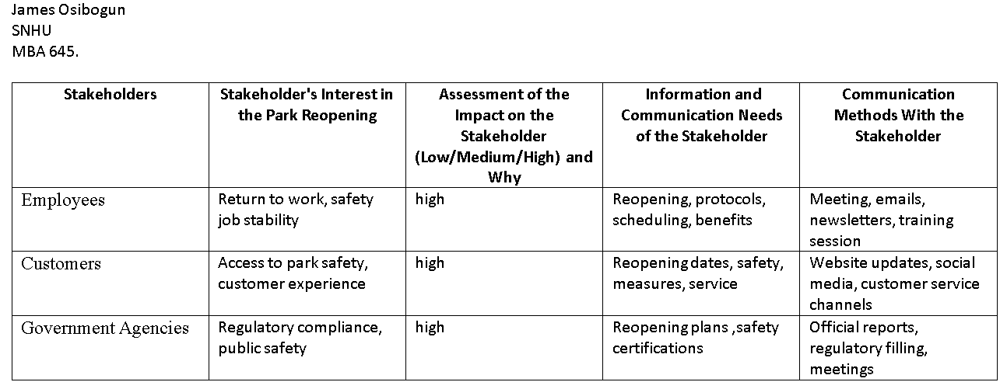 James Osibogun
SNHU
MBA 645.
Stakeholders
Stakeholder's Interest in
the Park Reopening
Assessment of the
Impact on the
Stakeholder
(Low/Medium/High) and
Why
Information and
Communication Needs
of the Stakeholder
Communication
Methods With the
Stakeholder
Employees
Return to work, safety
job stability
high
Reopening, protocols,
scheduling, benefits
Meeting, emails,
newsletters, training
session
Customers
Access to park safety,
customer experience
high
Reopening dates, safety,
measures, service
Website updates, social
media, customer service
channels
Government Agencies
Regulatory compliance,
public safety
high
Reopening plans ,safety
certifications
Official reports,
regulatory filling,
meetings